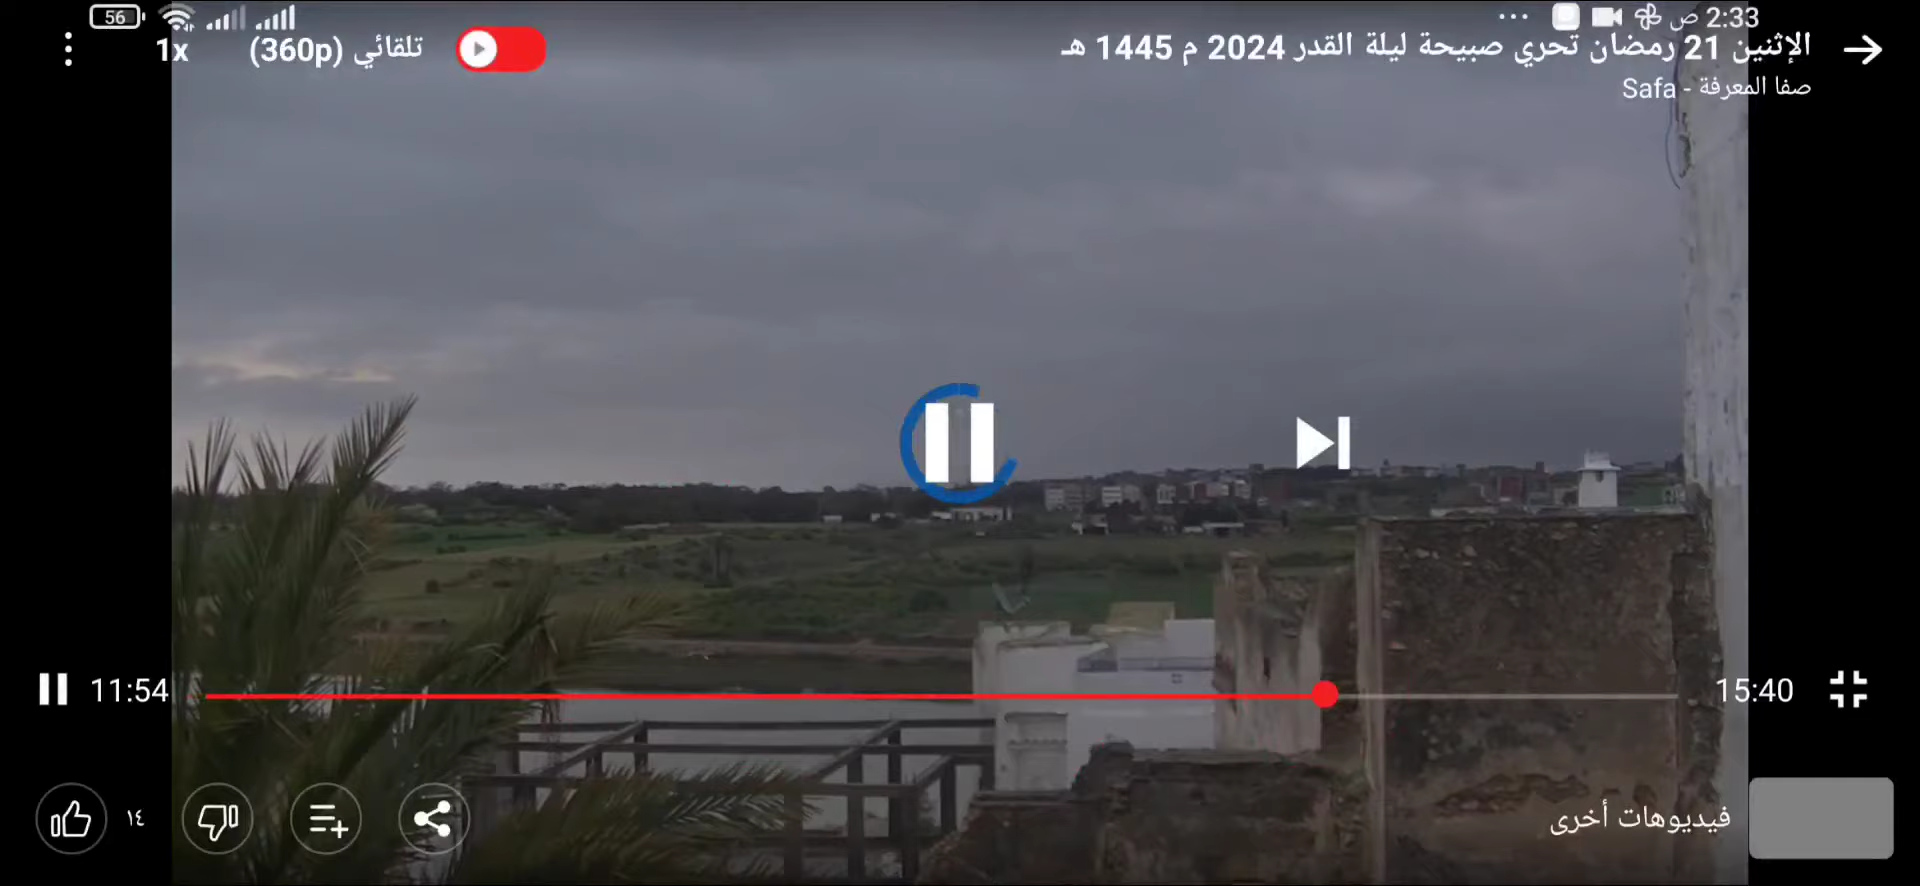 56
2:33 ص
الإثنين 21 رمضان تحري صبيحة ليلة القدر 2024 م 1445 هـ
تلقائي (360p)
1x
صفا المعرفة - Safa
11:54
15:40
١٤
فيديوهات أخرى